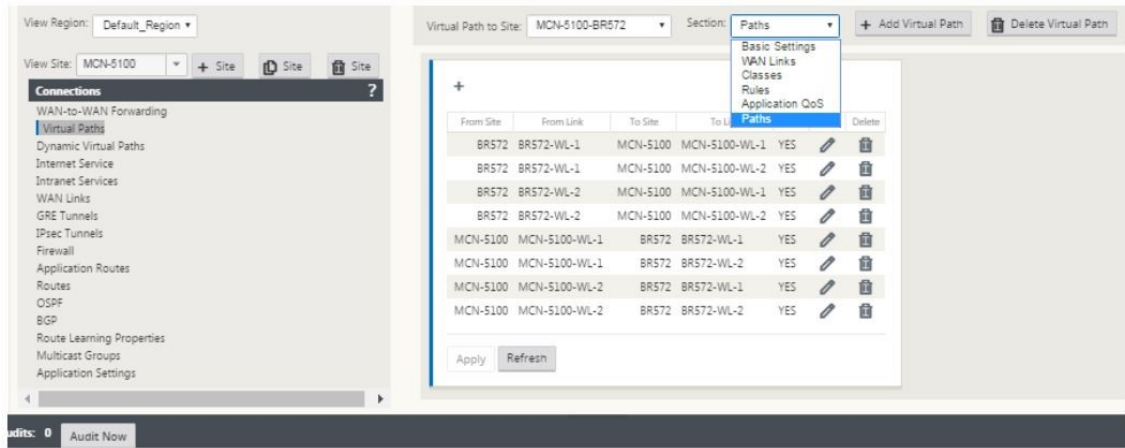 View Region: Default_Region
Virtual Path to Site: MCN-5100-BR572 Section: Paths + Add Virtual Path Delete Virtual Path
Basic Settings
WAN Links
Classes
Rules
Application QoS
Paths
View Site: MCN-5100 + Site Site Site
Connections ?
WAN-to-WAN Forwarding
Virtual Paths
Dynamic Virtual Paths
Internet Service
Intranet Services
WAN Links
GRE Tunnels
IPsec Tunnels
Firewall
Application Routes
Routes
OSPF
BGP
Route Learning Properties
Multicast Groups
Application Settings
+
From Site From Link To Site Delete
BR572 BR572-WL-1 MCN-5100 MCN-5100-WL-1 YES
BR572 BR572-WL-1 MCN-5100 MCN-5100-WL-2 YES
BR572 BR572-WL-2 MCN-5100 MCN-5100-WL-1 YES
BR572 BR572-WL-2 MCN-5100 MCN-5100-WL-2 YES
MCN-5100 MCN-5100-WL-1 BR572 BR572-WL-1 YES
MCN-5100 MCN-5100-WL-1 BR572 BR572-WL-2 YES
MCN-5100 MCN-5100-WL-2 BR572 BR572-WL-1 YES
MCN-5100 MCN-5100-WL-2 BR572 BR572-WL-2 YES
Apply Refresh
udits: 0 Audit Now